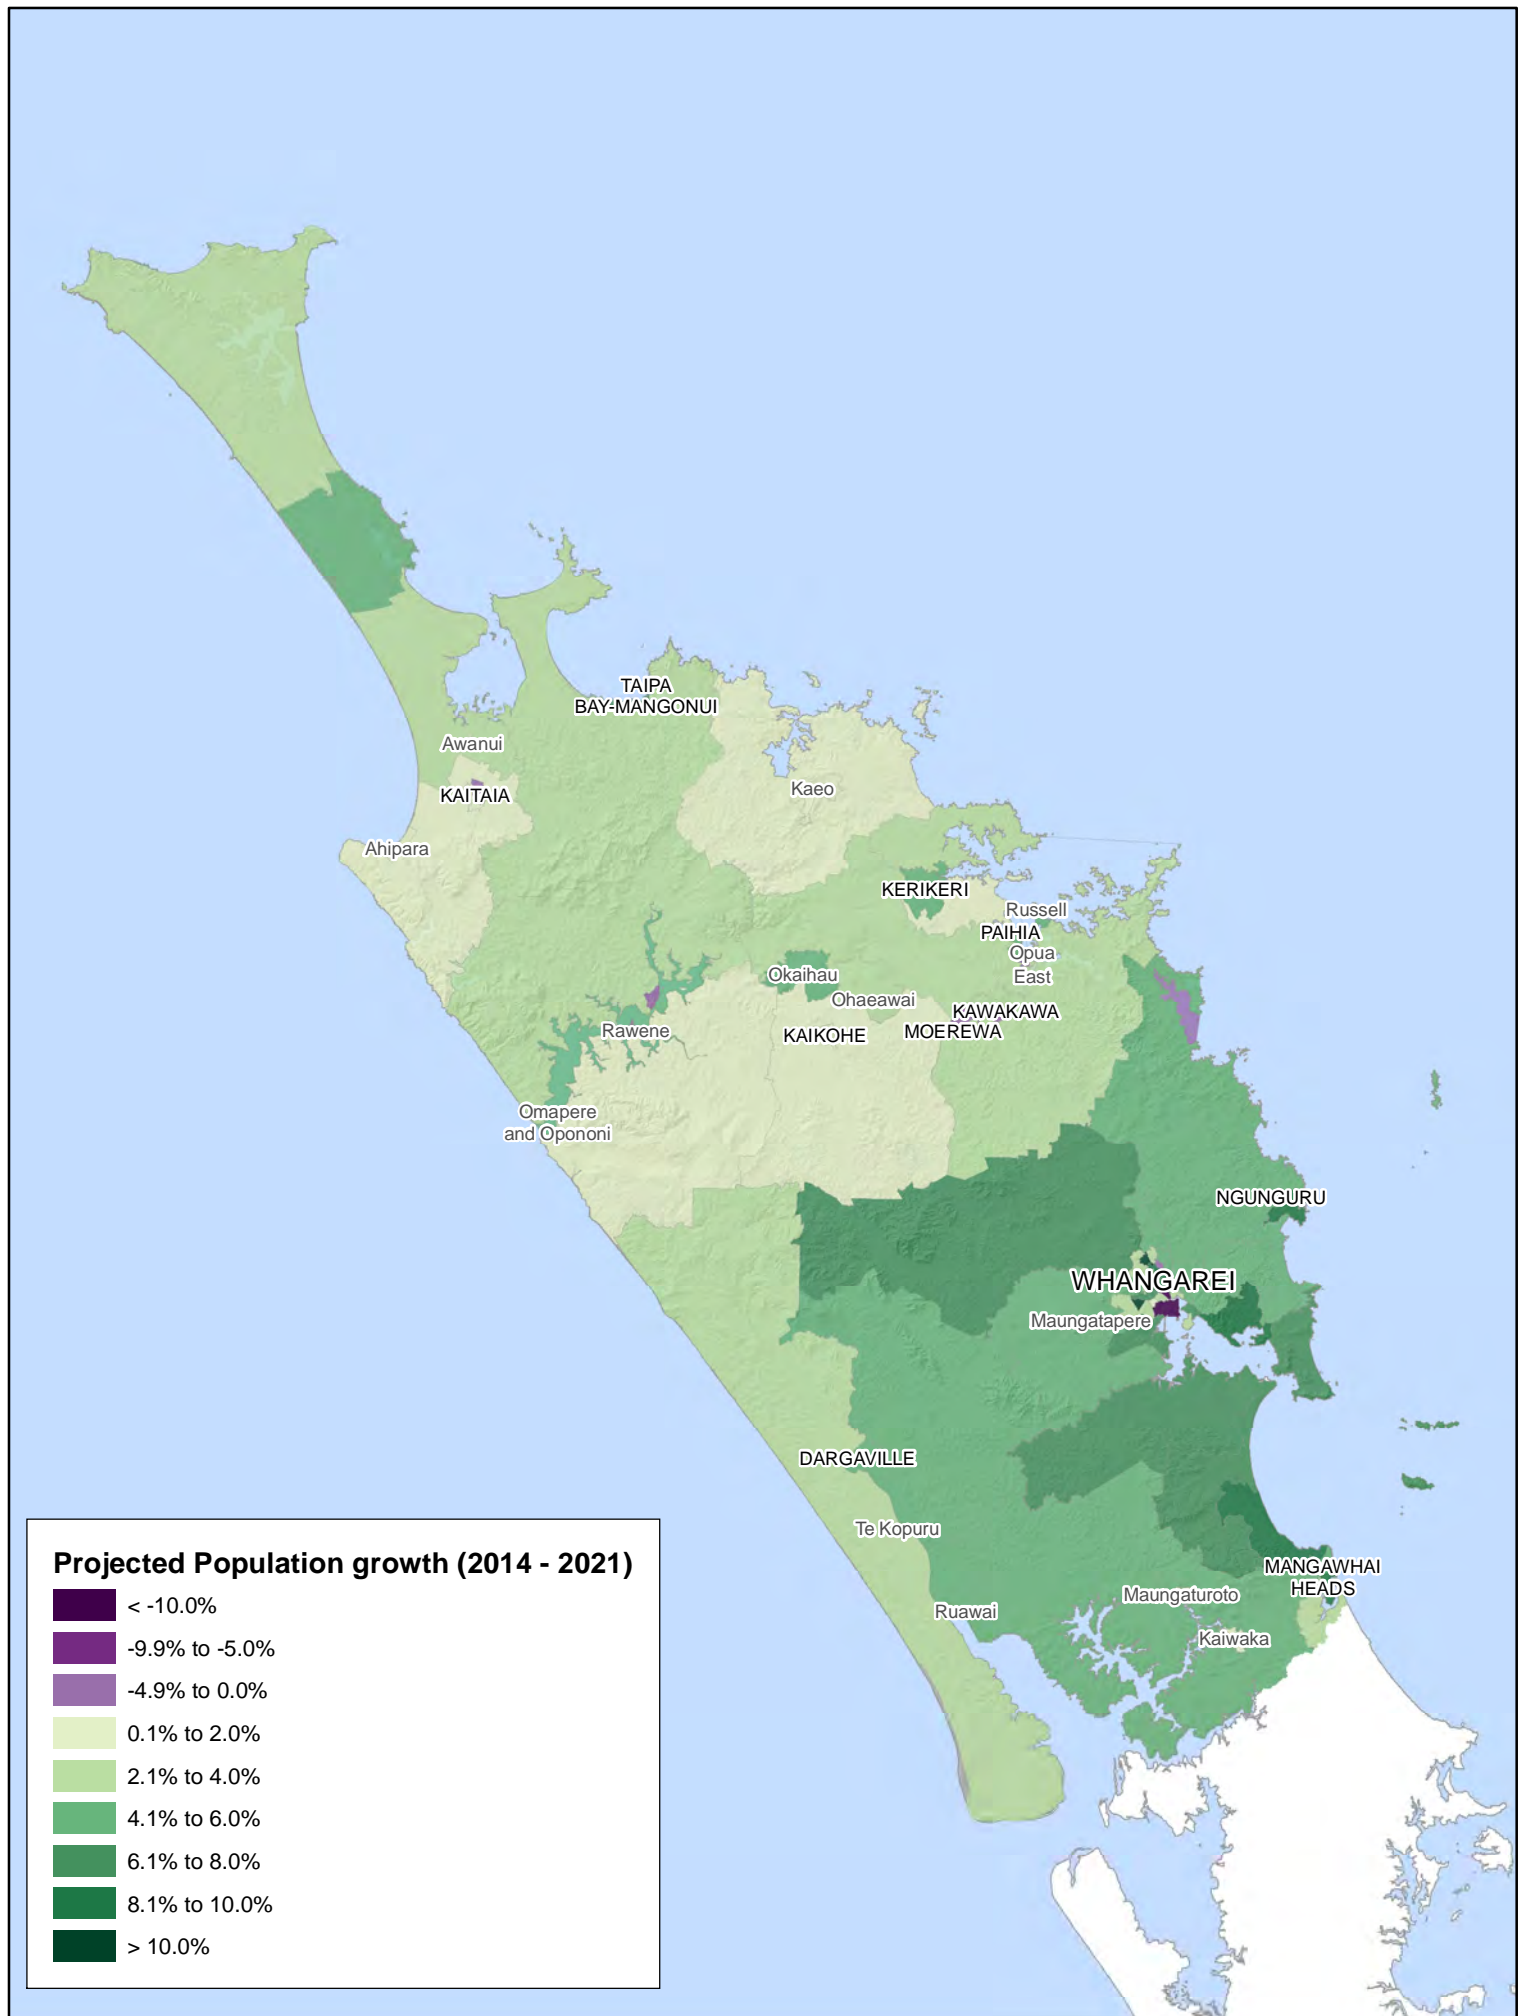 TAIPA
BAY-MANGONUI
Awanui
KAITAIA
Kaeo
Ahipara
KERIKERI
Russell
PAIHIA
Opua
East
Okaihau
Ohaeawai
KAWAKAWA
MOEREWA
Rawene
KAIKOHE
Omapere
and Opononi
NGUNGURU
WHANGAREI
Maungatapere
DARGAVILLE
Te Kopuru
MANGAWHAI
HEADS
Maungaturoto
Ruawai
Kaiwaka
Projected Population growth (2014 - 2021)
< -10.0%
-9.9% to -5.0%
-4.9% to 0.0%
0.1% to 2.0%
2.1% to 4.0%
4.1% to 6.0%
6.1% to 8.0%
8.1% to 10.0%
> 10.0%